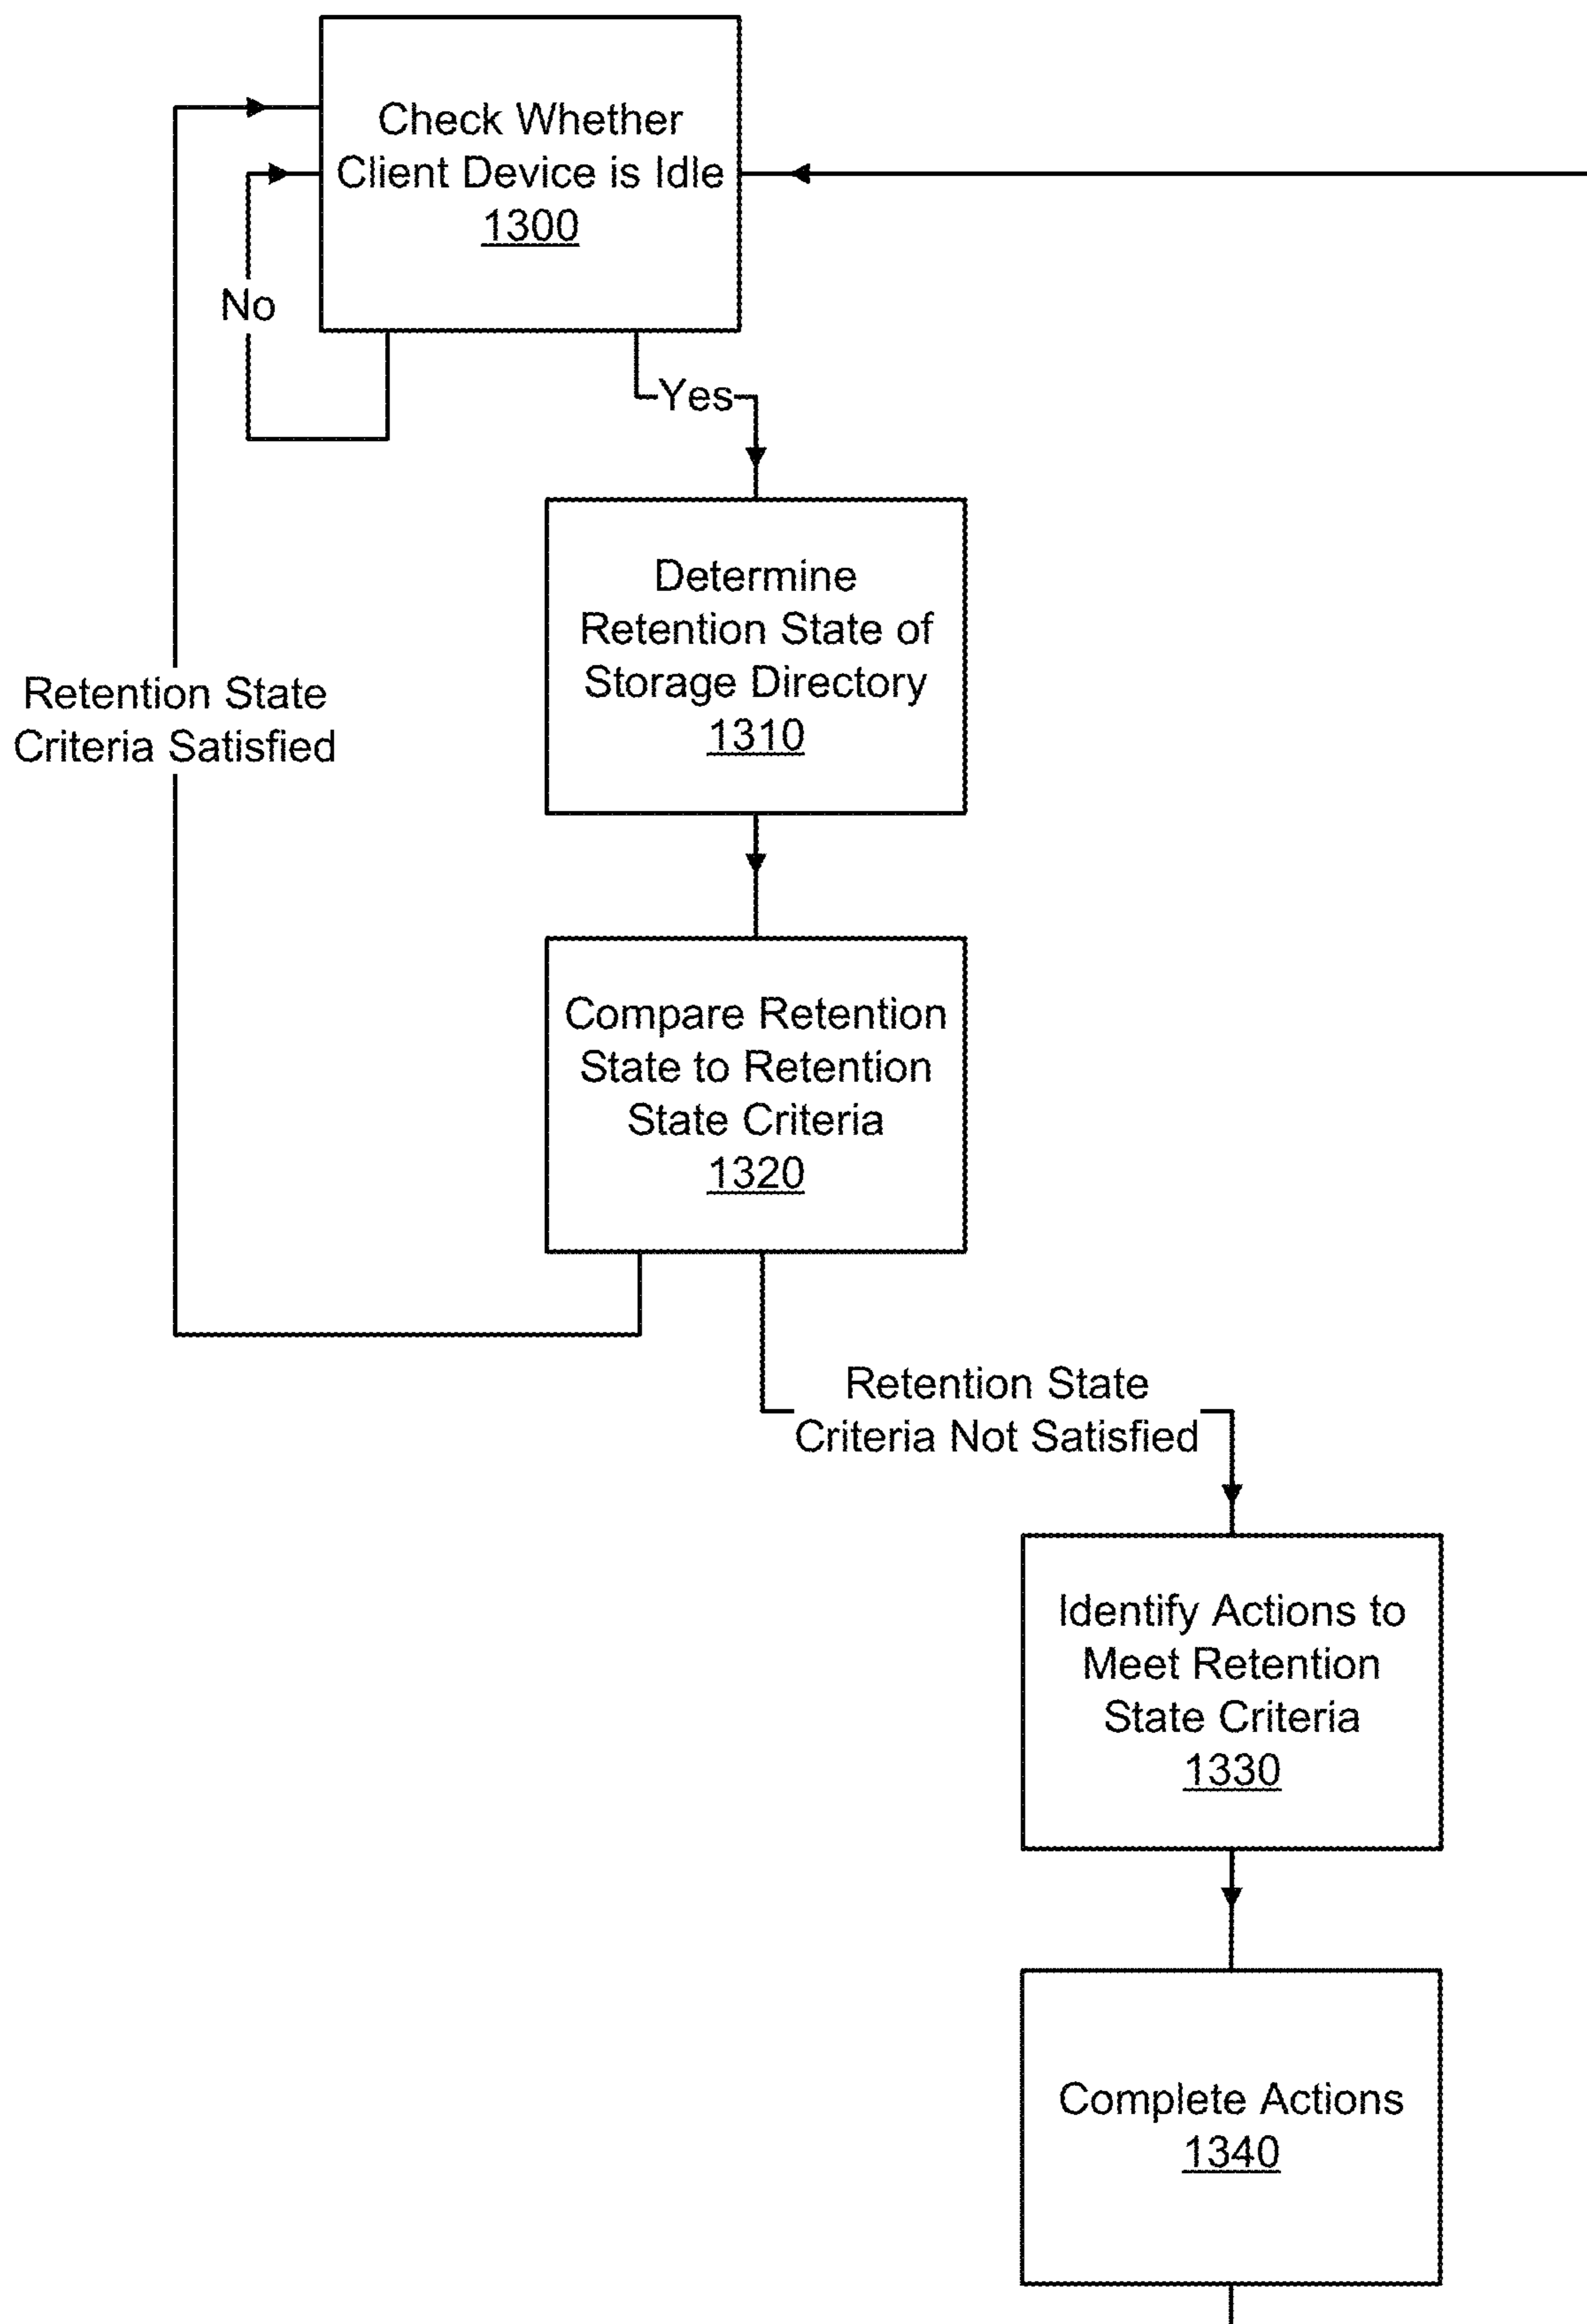 Check Whether
Client Device is Idle
1300
No
Yes
Determine
Retention State of
Storage Directory
1310
Retention State
Criteria Satisfied
Compare Retention
State to Retention
State Criteria
1320
Retention State
Criteria Not Satisfied
Identify Actions to
Meet Retention
State Criteria
1330
Complete Actions
1340